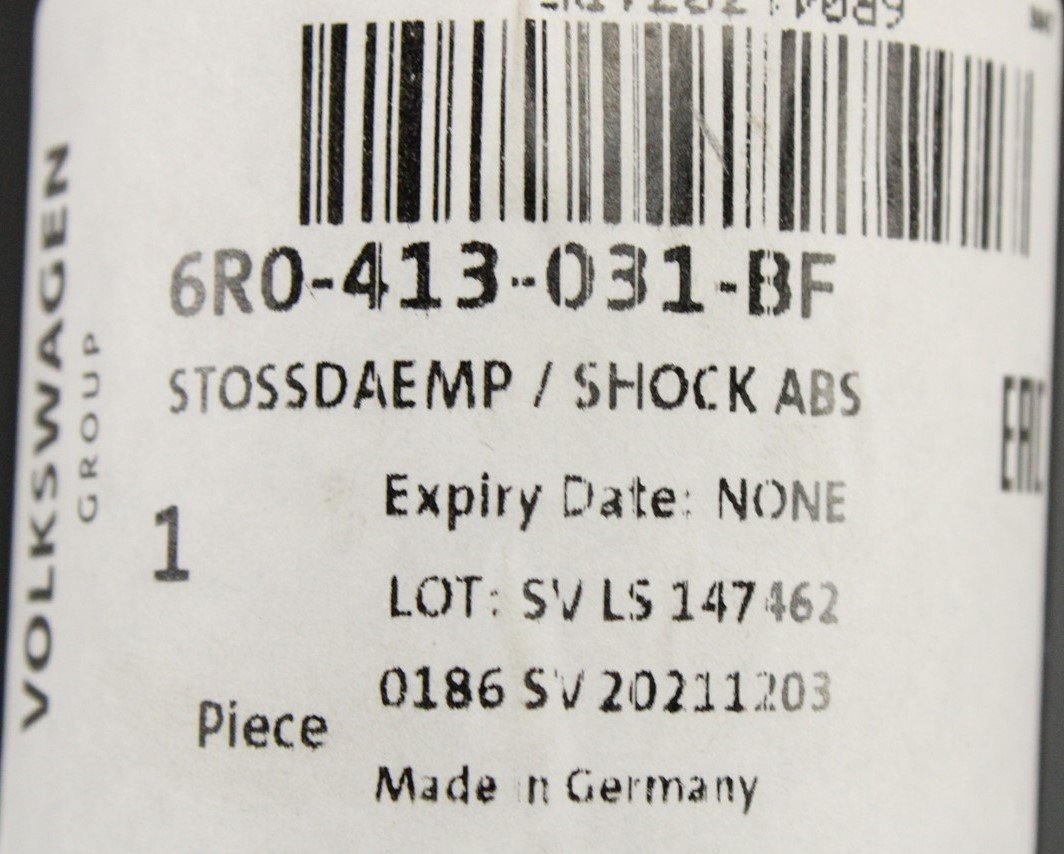 6R0-413-031-BF
STOSSDAEMP / SHOCK ABS
Expiry Date: NONE
1
LOT: SV LS 147462
0186 SV 20211203
Piece
Made in Germany
VOLKSWAGEN
GROUP
EAC